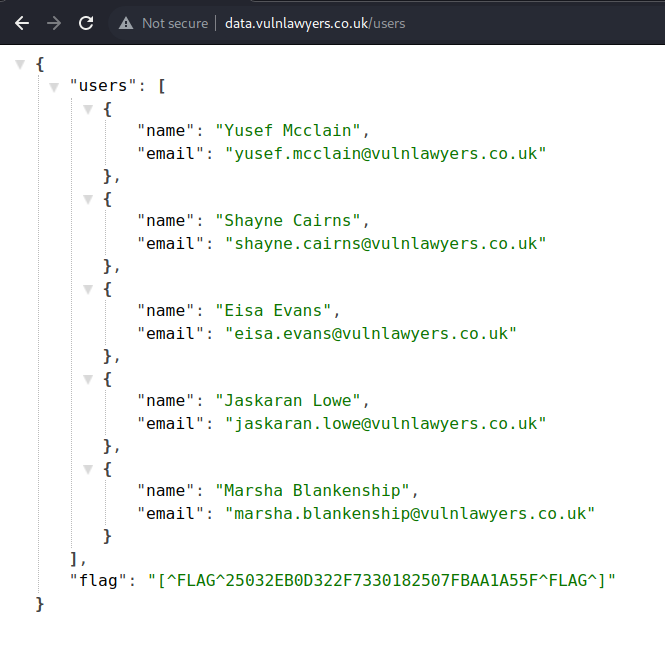 Not secure | data.vulnlawyers.co.uk/users
{
"users": [
{
"name": "Yusef Mcclain",
"email": "yusef.mcclain@vulnlawyers.co.uk"
},
{
"name": "Shayne Cairns",
"email": "shayne.cairns@vulnlawyers.co.uk"
},
{
"name": "Eisa Evans",
"email": "eisa.evans@vulnlawyers.co.uk"
},
{
"name": "Jaskaran Lowe",
"email": "jaskaran.lowe@vulnlawyers.co.uk"
},
{
"name": "Marsha Blankenship",
"email": "marsha.blankenship@vulnlawyers.co.uk"
}
],
"flag": "[^FLAG^25032EB0D322F7330182507FBAA1A55F^FLAG^]"
}